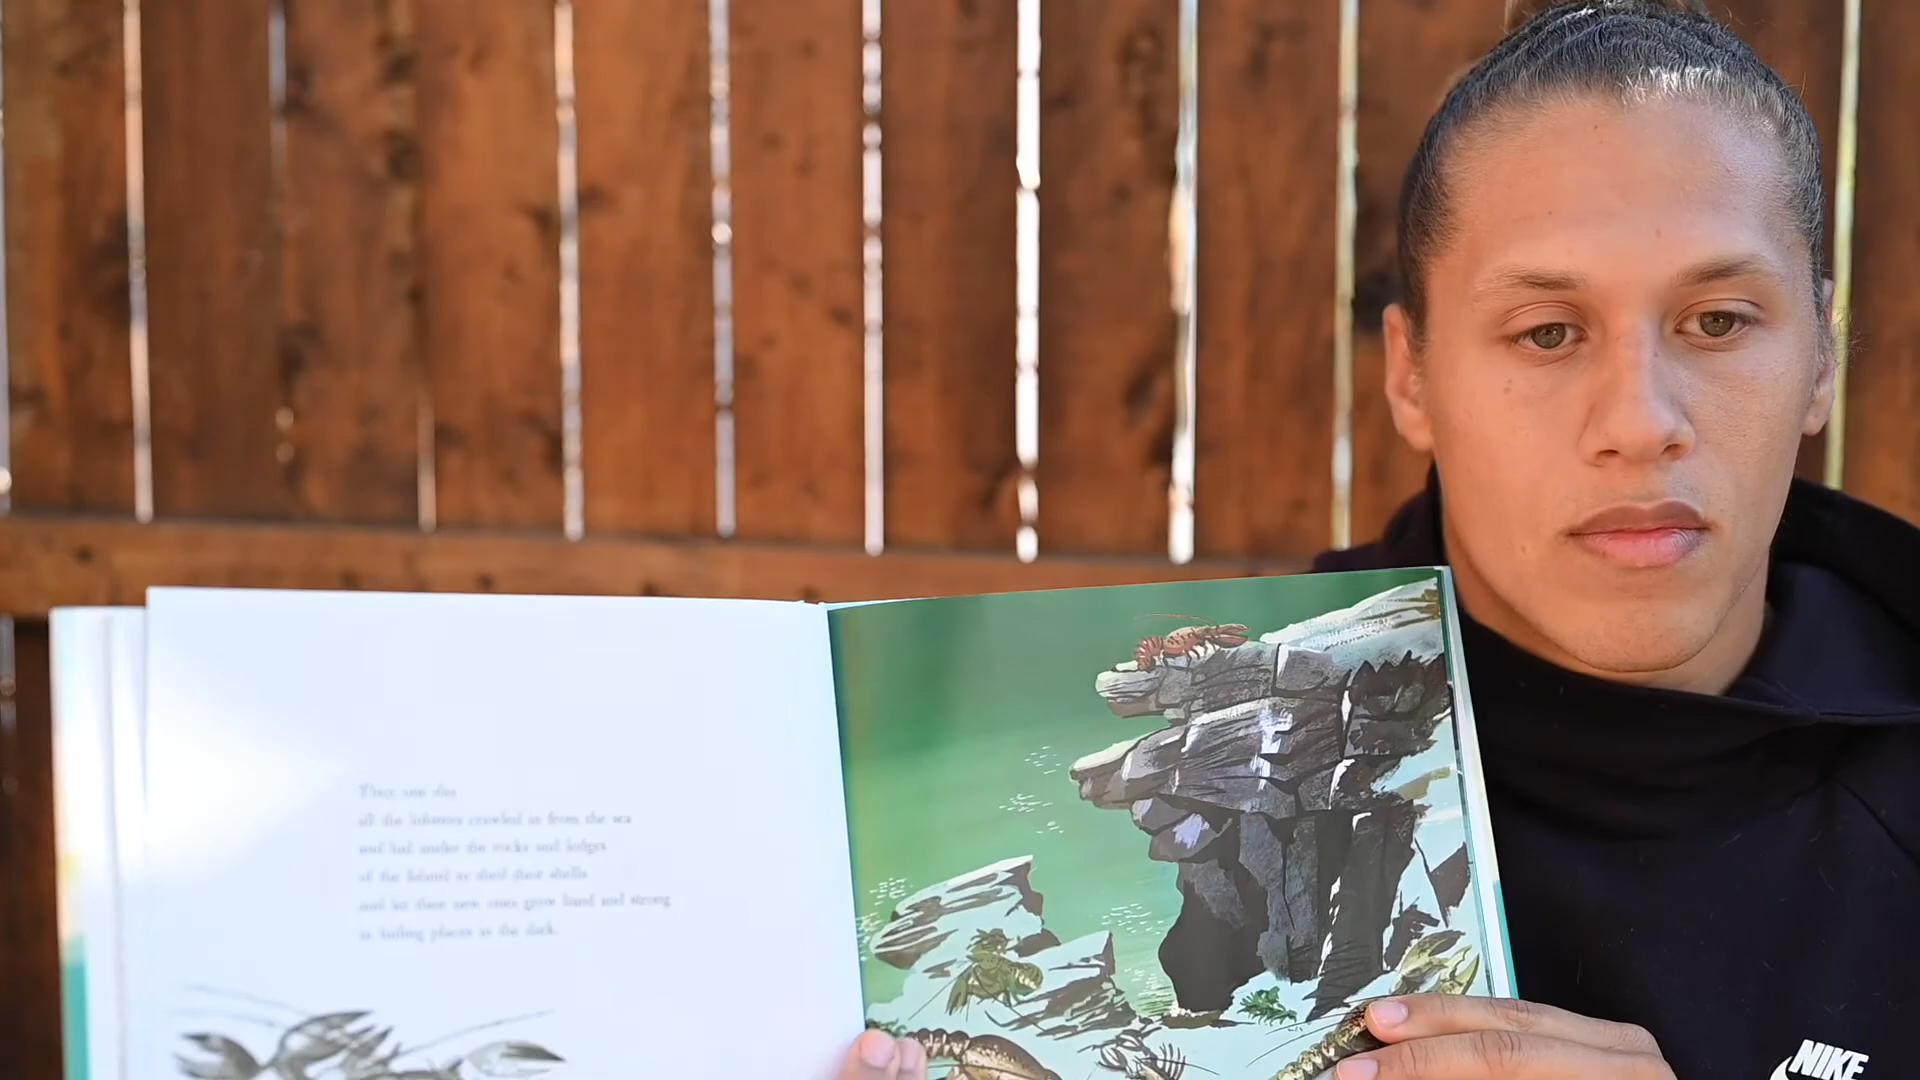 Then one day
all the lobsters crawled in from the sea
and hid under the rocks and ledges
of the Island to shed their shells
and let their new ones grow hard and strong
in hiding places in the dark.
NIKE